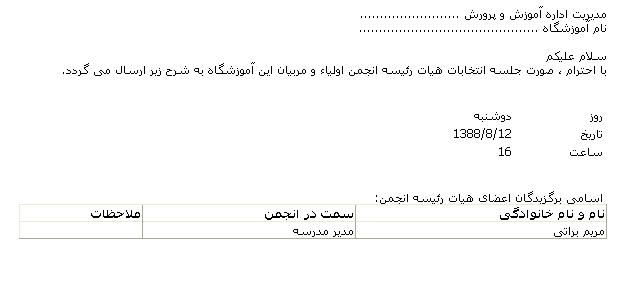 مدیریت اداره آموزش و پرورش .........................
نام آموزشگاه .............................................
سلام علیکم
با احترام ، صورت جلسه انتخابات هیات رئیسه انجمن اولیاء و مربیان این آموزشگاه به شرح زیر ارسال می گردد.
روز دوشنبه
تاریخ 1388/8/12
ساعت 16
اسامی برگزیدگان اعضای هیات رئیسه انجمن:
نام و نام خانوادگی سمت در انجمن ملاحظات
مریم براتی مدیر مدرسه